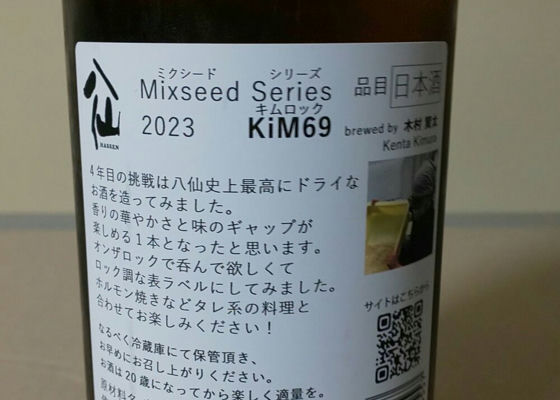 八仙
HASSEN
ミクシード シリーズ
Mixseed Series
キムロック
2023 KiM69
品目 日本酒
brewed by 木村
Kenta Kimura
4年目の挑戦は八仙史上最高にドライな
お酒を造ってみました。
香りの華やかさと味のギャップが
楽しめる1本となったと思います。
オンザロックで呑んで欲しくて
ロック調な表ラベルにしてみました。
ホルモン焼きなどタレ系の料理と
合わせてお楽しみください！
サイトはこちらから
なるべく冷蔵庫にて保管頂き、
お早めにお召し上がりください。
お酒は20歳になってから楽しく適量を。
原材料